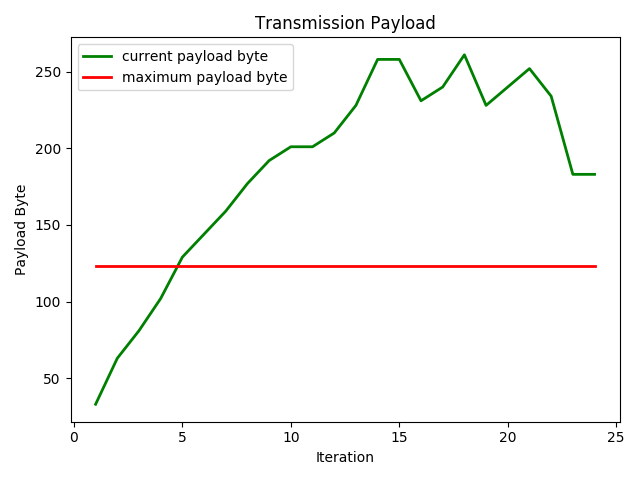 Transmission Payload
current payload byte
maximum payload byte
Payload Byte
250
200
150
100
50
0 5 10 15 20 25
Iteration